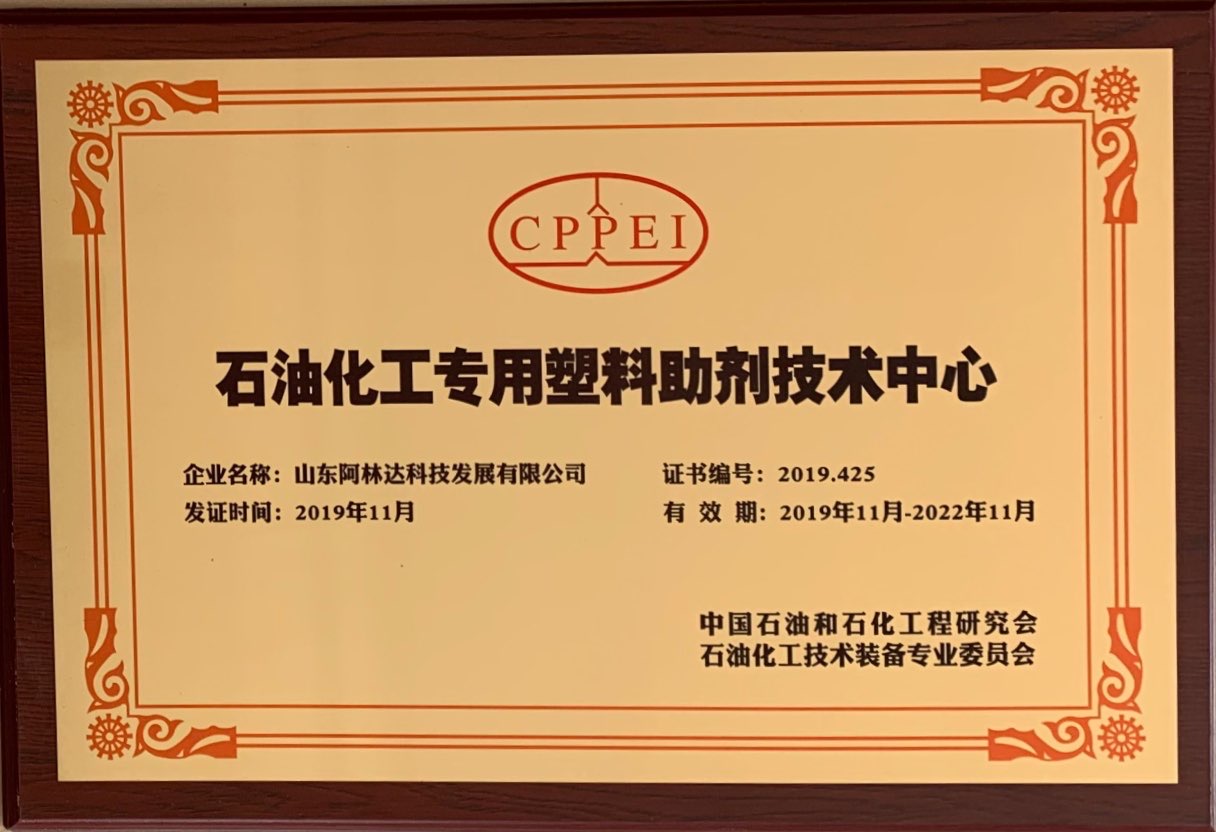 CPPEI
石油化工专用塑料助剂技术中心
企业名称：山东阿林达科技发展有限公司 证书编号：2019.425
发证时间：2019年11月 有 效 期：2019年11月-2022年11月
中国石油和石化工程研究会
石油化工技术装备专业委员会